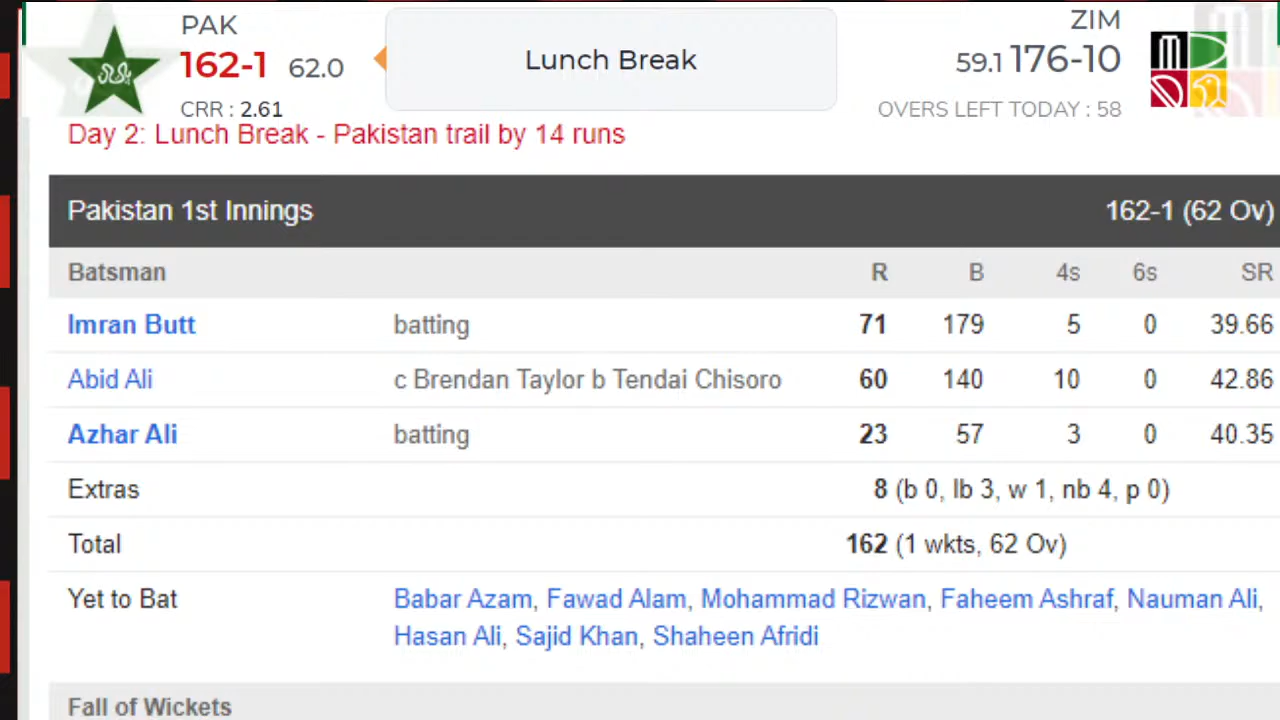 PAK
162-1 62.0
CRR : 2.61
Lunch Break
ZIM
59.1 176-10
OVERS LEFT TODAY : 58
Day 2: Lunch Break - Pakistan trail by 14 runs
Pakistan 1st Innings 162-1 (62 Ov)
Batsman R B 4s 6s SR
Imran Butt batting 71 179 5 0 39.66
Abid Ali c Brendan Taylor b Tendai Chisoro 60 140 10 0 42.86
Azhar Ali batting 23 57 3 0 40.35
Extras 8 (b 0, lb 3, w 1, nb 4, p 0)
Total 162 (1 wkts, 62 Ov)
Yet to Bat Babar Azam, Fawad Alam, Mohammad Rizwan, Faheem Ashraf, Nauman Ali,
Hasan Ali, Sajid Khan, Shaheen Afridi
Fall of Wickets